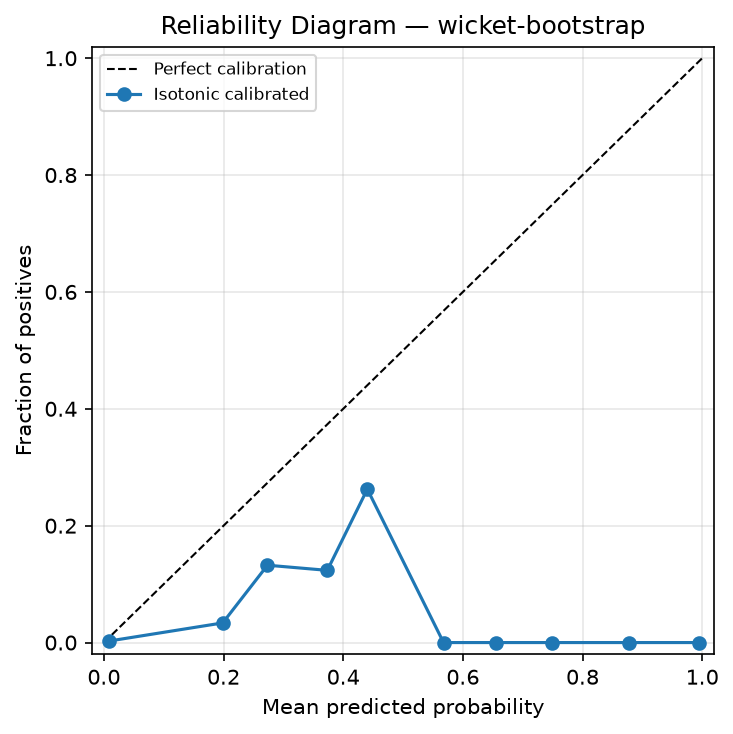 Reliability Diagram — wicket-bootstrap
Perfect calibration
Isotonic calibrated
1.0
0.8
0.6
0.4
0.2
0.0
Fraction of positives
0.0 0.2 0.4 0.6 0.8 1.0
Mean predicted probability